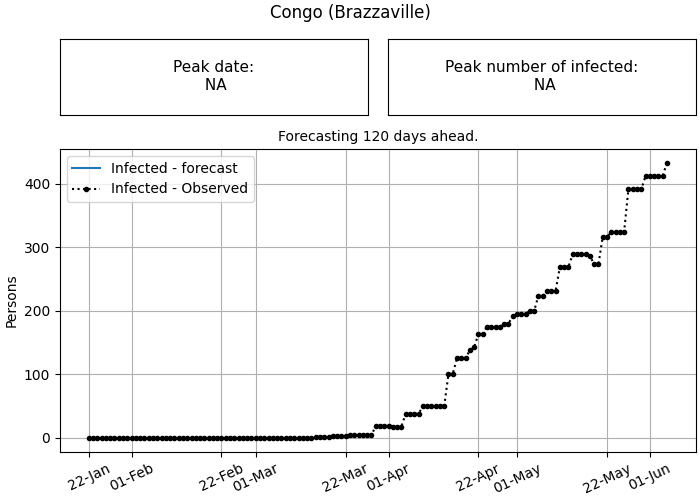 Congo (Brazzaville)
Peak date:
NA
Peak number of infected:
NA
Forecasting 120 days ahead.
Infected - forecast
Infected - Observed
Persons
400
300
200
100
0
22-Jan
01-Feb
22-Feb
01-Mar
22-Mar
01-Apr
22-Apr
01-May
22-May
01-Jun